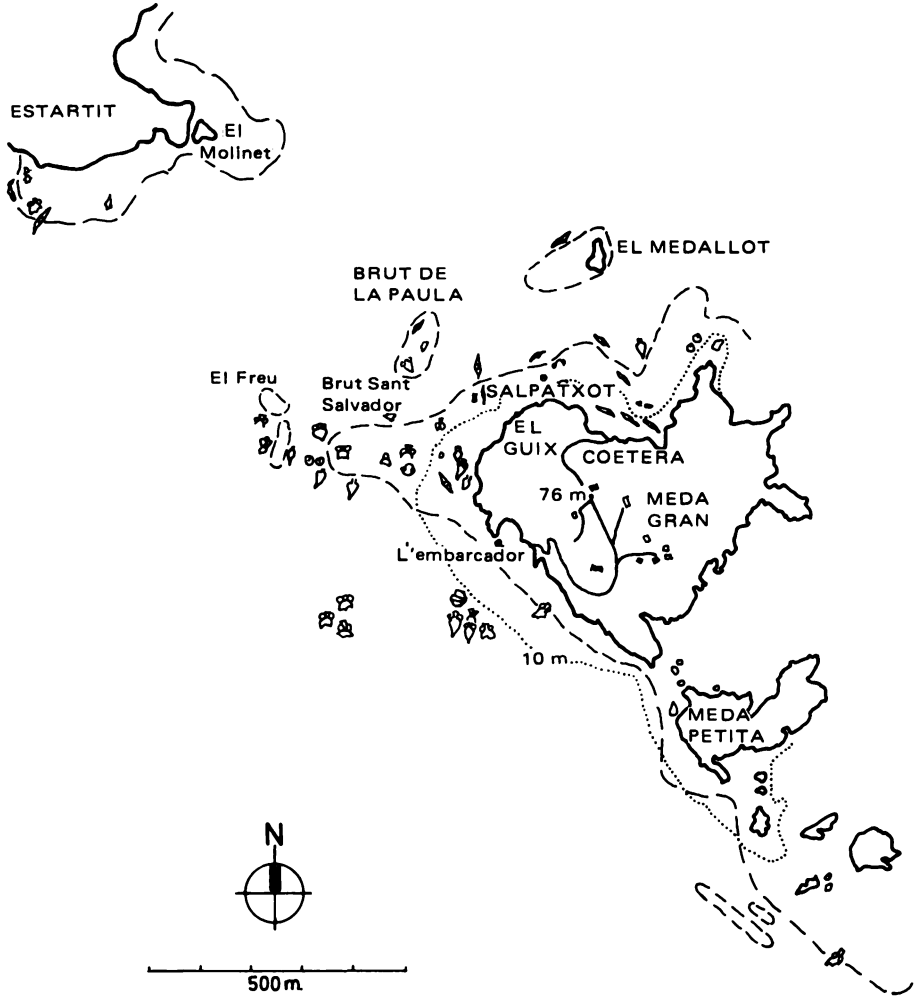 ESTARTIT
El
Molinet
EL MEDALLOT
BRUT DE
LA PAULA
El Freu
Brut Sant
Salvador
SALPATXOT
EL
GUIX
COETERA
76 m
MEDA
GRAN
L'embarcador
10 m
MEDA
PETITA
N
500m